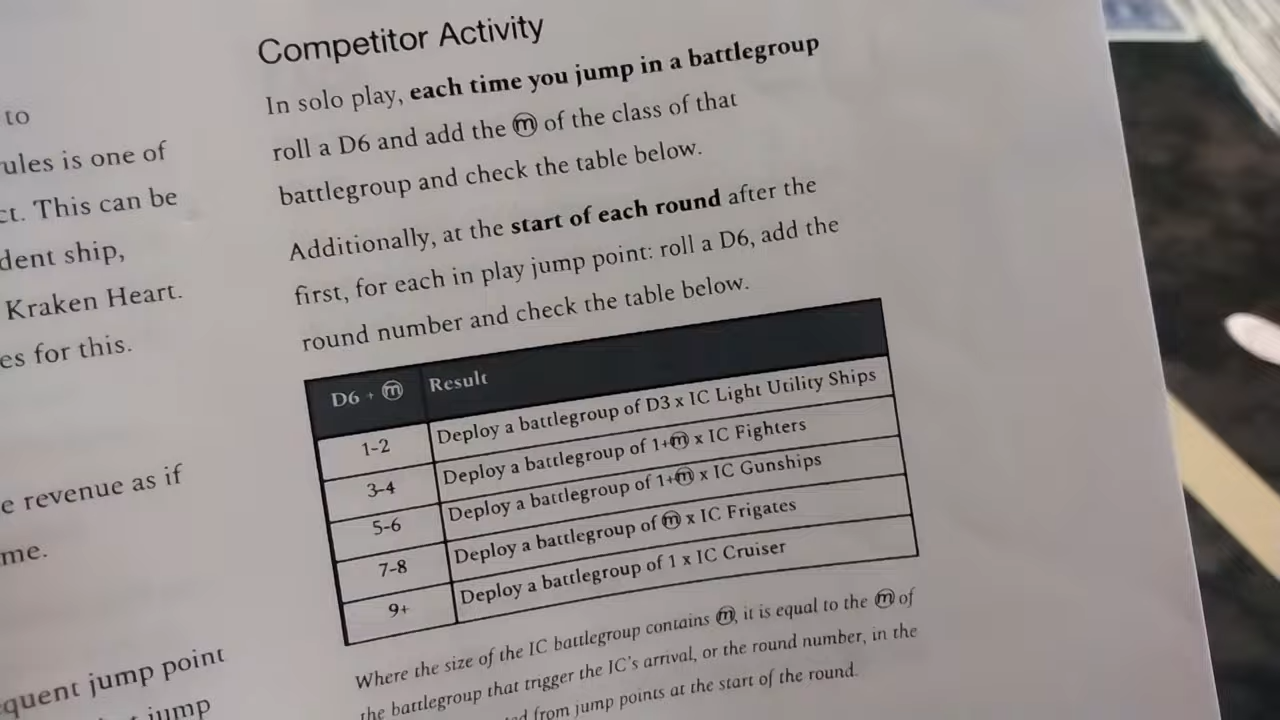 to
ules is one of
ct. This can be
dent ship,
Kraken Heart.
es for this.
e revenue as if
me.
quent jump point
jump
Competitor Activity
In solo play, each time you jump in a battlegroup
roll a D6 and add the ⓜ of the class of that
battlegroup and check the table below.
Additionally, at the start of each round after the
first, for each in play jump point: roll a D6, add the
round number and check the table below.
D6 + ⓜ Result
1-2 Deploy a battlegroup of D3 x IC Light Utility Ships
3-4 Deploy a battlegroup of 1+ⓜ x IC Fighters
5-6 Deploy a battlegroup of 1+ⓜ x IC Gunships
7-8 Deploy a battlegroup of ⓜ x IC Frigates
9+ Deploy a battlegroup of 1 x IC Cruiser
Where the size of the IC battlegroup contains ⓜ, it is equal to the ⓜ of
the battlegroup that trigger the IC's arrival, or the round number, in the
from jump points at the start of the round.